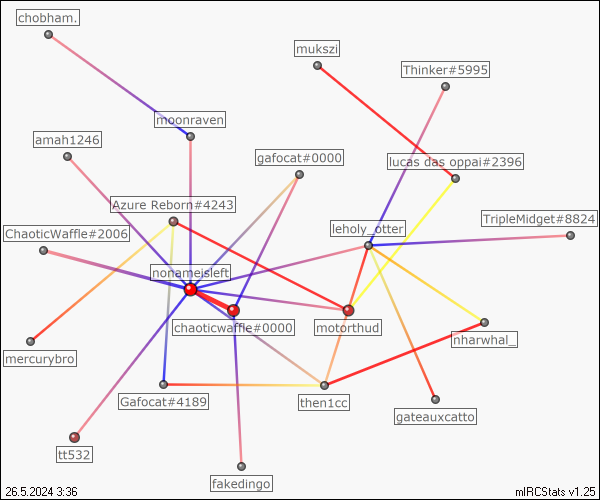 chobham.
mukszi
Thinker#5995
moonraven
amah1246
gafocat#0000
lucas das oppai#2396
Azure Reborn#4243
TripleMidget#8824
leholy_otter
ChaoticWaffle#2006
nonameisleft
chaoticwaffle#0000
motorthud
nharwhal_
mercurybro
Gafocat#4189
then1cc
gateauxcatto
tt532
fakedingo
26.5.2024 3:36
mIRCStats v1.25